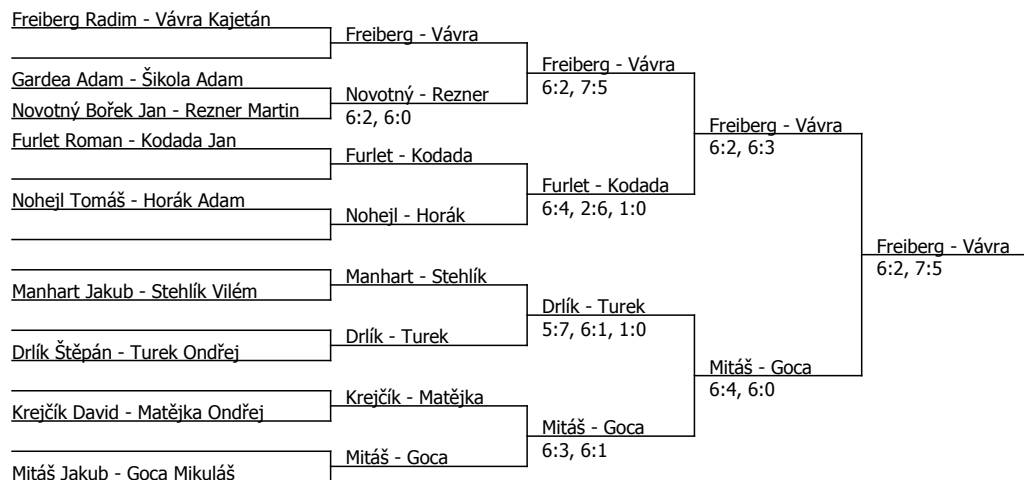 Freiberg Radim - Vávra Kajetán
Freiberg - Vávra
Freiberg - Vávra
6:2, 7:5
Gardea Adam - Šikola Adam
Novotný - Rezner
6:2, 6:0
Novotný Bořek Jan - Rezner Martin
Freiberg - Vávra
6:2, 6:3
Furlet Roman - Kodada Jan
Furlet - Kodada
Furlet - Kodada
6:4, 2:6, 1:0
Nohejl Tomáš - Horák Adam
Nohejl - Horák
Freiberg - Vávra
6:2, 7:5
Manhart - Stehlík
Manhart Jakub - Stehlík Vilém
Drlík - Turek
5:7, 6:1, 1:0
Drlík - Turek
Drlík Štěpán - Turek Ondřej
Mitáš - Goca
6:4, 6:0
Krejčík - Matějka
Krejčík David - Matějka Ondřej
Mitáš - Goca
6:3, 6:1
Mitáš - Goca
Mitáš Jakub - Goca Mikuláš